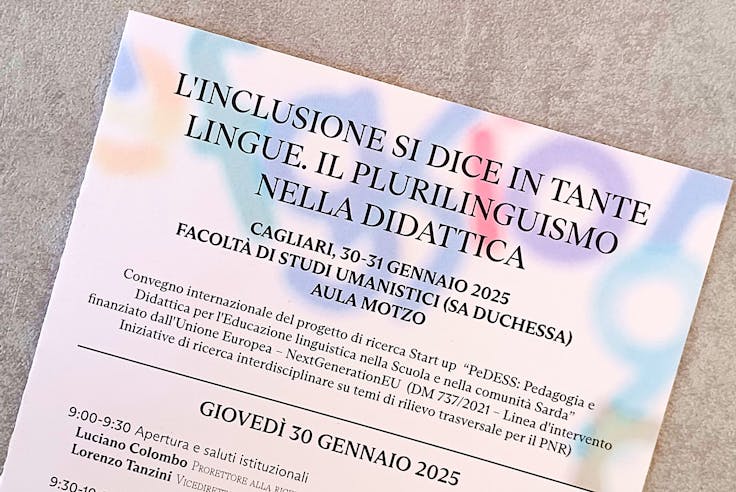 L'INCLUSIONE SI DICE IN TANTE
LINGUE. IL PLURILINGUISMO
NELLA DIDATTICA
CAGLIARI, 30-31 GENNAIO 2025
FACOLTÀ DI STUDI UMANISTICI (SA DUCHESSA)
AULA MOTZO
Convegno internazionale del progetto di ricerca Start up "PeDESS: Pedagogia e
Didattica per l'Educazione linguistica nella Scuola e nella comunità Sarda"
finanziato dall'Unione Europea – NextGenerationEU (DM 737/2021 – Linea d'intervento
Iniziative di ricerca interdisciplinare su temi di rilievo trasversale per il PNR)
GIOVEDÌ 30 GENNAIO 2025
9:00-9:30 Apertura e saluti istituzionali
Luciano Colombo PRORETTORE ALLA
Lorenzo Tanzini